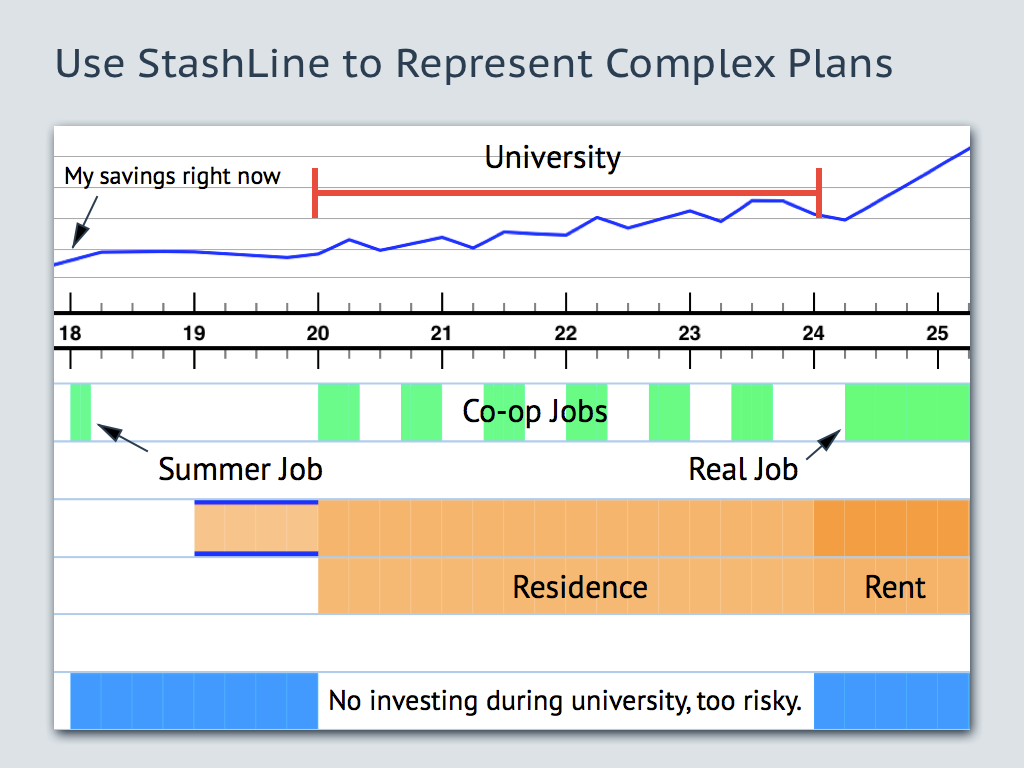 Use StashLine to Represent Complex Plans
University
My savings right now
18 19 20 21 22 23 24 25
Co-op Jobs
Summer Job
Real Job
Residence
Rent
No investing during university, too risky.